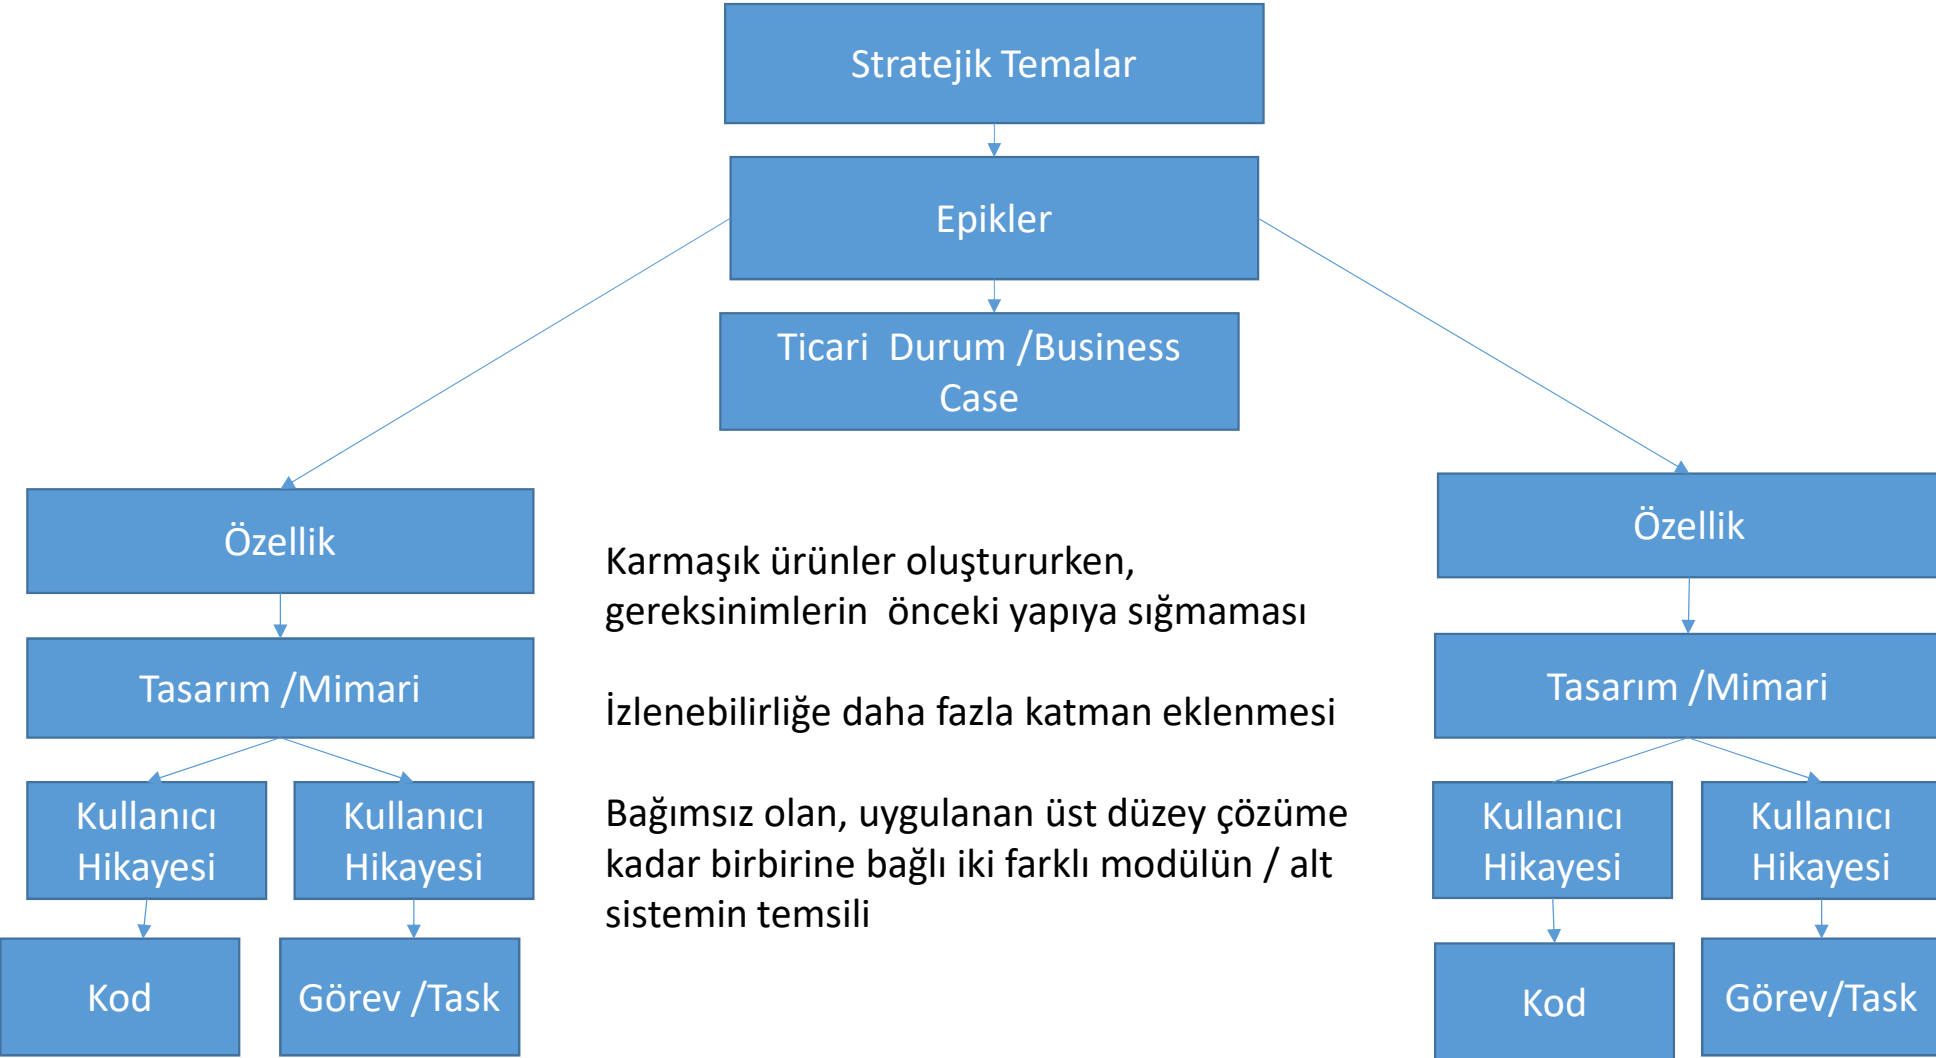 Stratejik Temalar
Epikler
Ticari  Durum /Business
Case
Özellik
Tasarım /Mimari
Kullanıcı
Hikayesi
Kullanıcı
Hikayesi
Kod
Görev /Task
Karmaşık ürünler oluştururken,
gereksinimlerin  önceki yapıya sığmaması
İzlenebilirliğe daha fazla katman eklenmesi
Bağımsız olan, uygulanan üst düzey çözüme
kadar birbirine bağlı iki farklı modülün / alt
sistemin temsili
Özellik
Tasarım /Mimari
Kullanıcı
Hikayesi
Kullanıcı
Hikayesi
Kod
Görev/Task